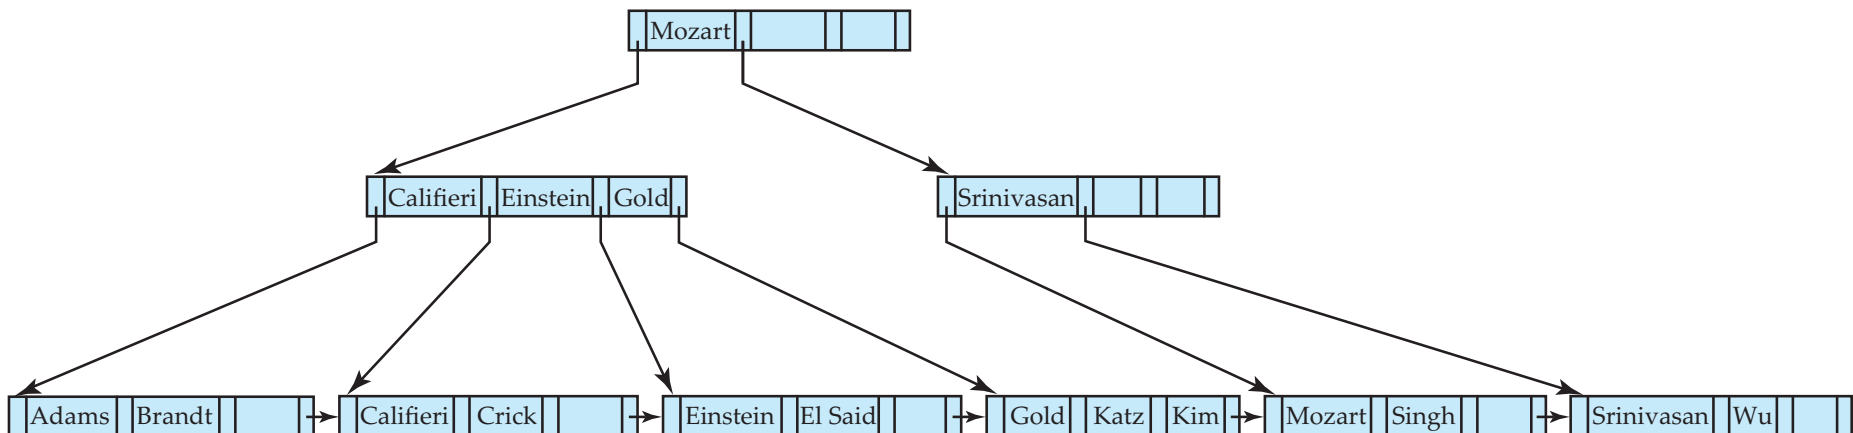 Mozart
Califieri Einstein Gold Srinivasan
Adams Brandt Califieri Crick Einstein El Said Gold Katz Kim Mozart Singh Srinivasan Wu